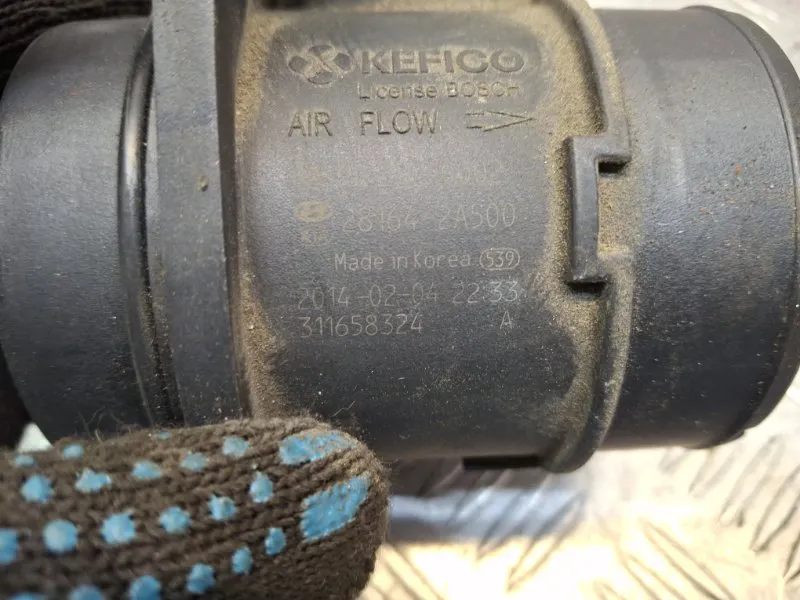 KEFICO
License BOSCH
AIR FLOW
28164 2A500
Made in Korea 539
2014-02-04 22:33
311658324 A